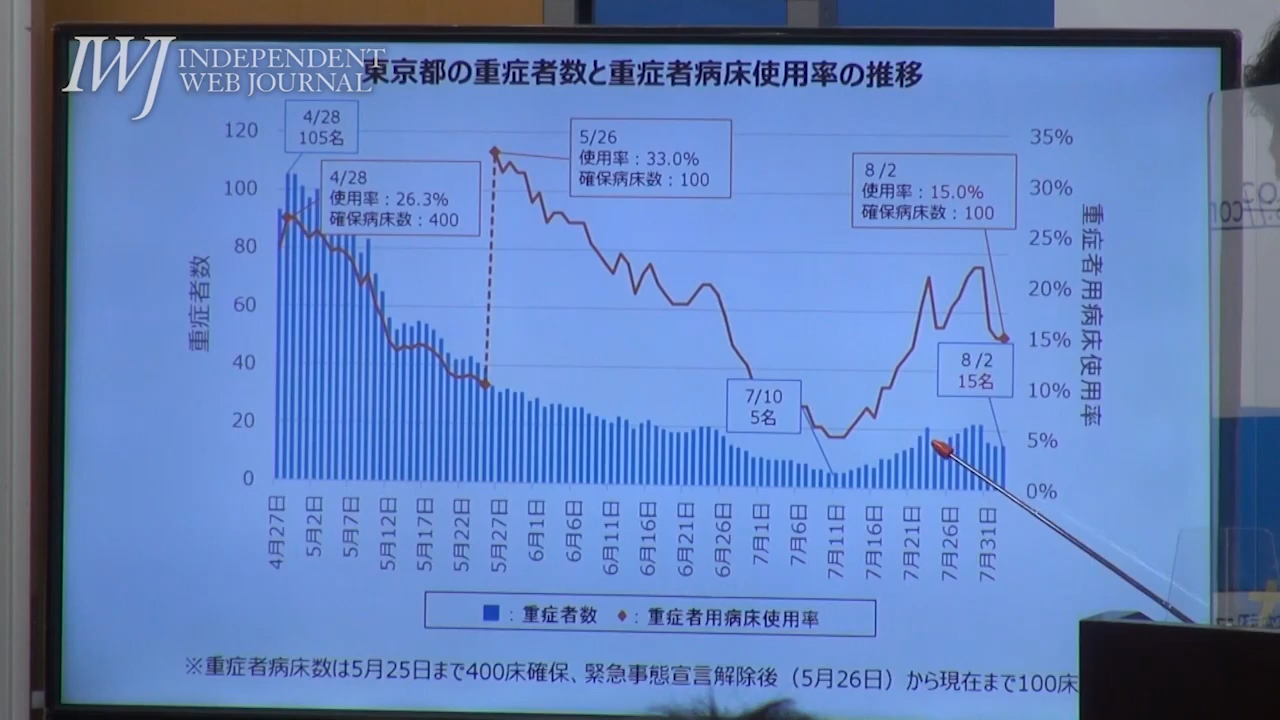 IWJ INDEPENDENT
WEB JOURNAL
東京都の重症者数と重症者病床使用率の推移
4/28
105名
4/28
使用率：26.3%
確保病床数：400
5/26
使用率：33.0%
確保病床数：100
8/2
使用率：15.0%
確保病床数：100
7/10
5名
8/2
15名
重症者数
120
100
80
60
40
20
0
35%
30%
25%
20%
15%
10%
5%
0%
重症者用病床使用率
4月27日
5月2日
5月7日
5月12日
5月17日
5月22日
5月27日
6月1日
6月6日
6月11日
6月16日
6月21日
6月26日
7月1日
7月6日
7月11日
7月16日
7月21日
7月26日
7月31日
：重症者数 ：重症者用病床使用率
※重症者病床数は5月25日まで400床確保、緊急事態宣言解除後（5月26日）から現在まで100床